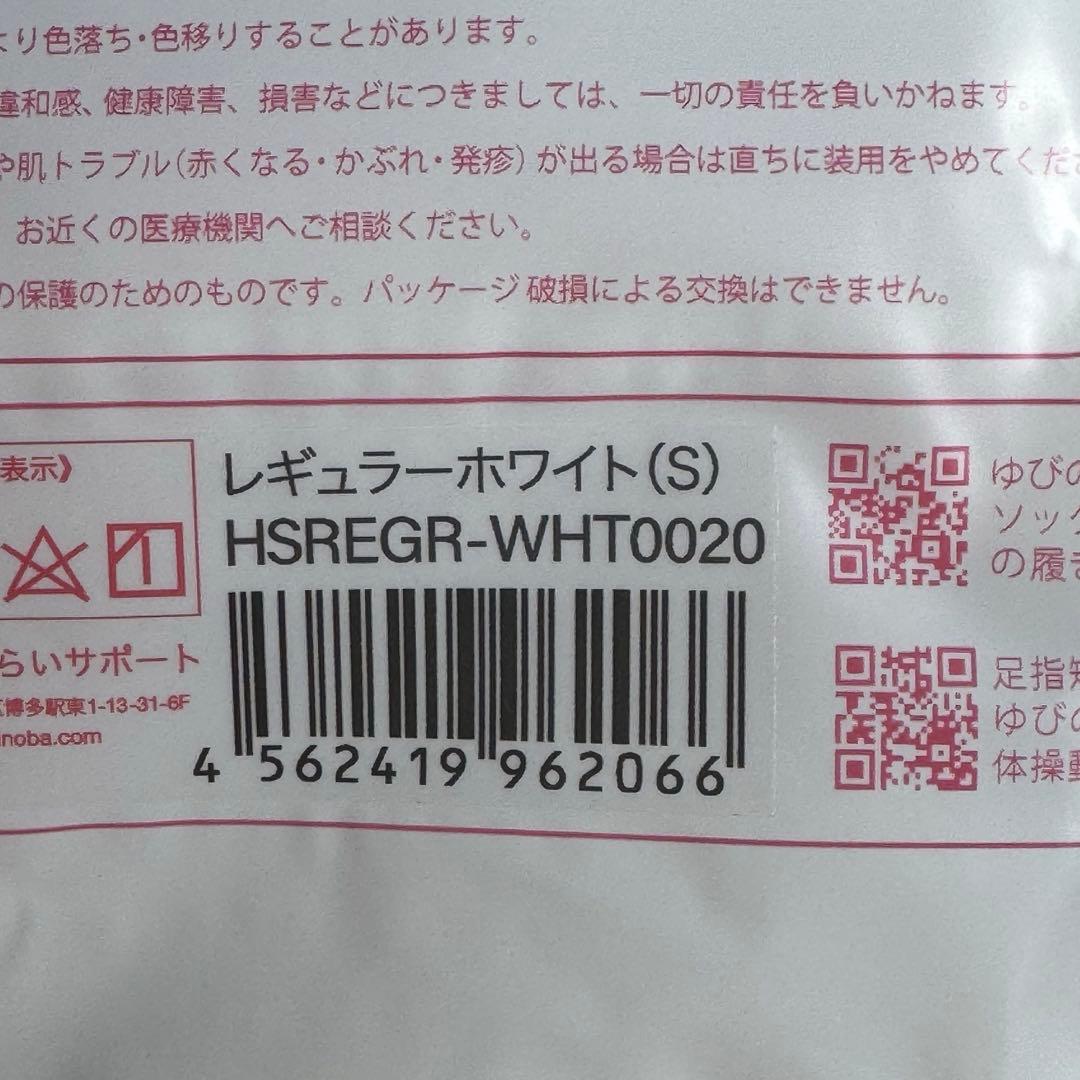 より色落ち・色移りすることがあります。
違和感、健康障害、損害などにつきましては、一切の責任を負いかねます。
や肌トラブル(赤くなる・かぶれ・発疹)が出る場合は直ちに装用をやめてくださ
お近くの医療機関へご相談ください。
の保護のためのものです。パッケージ破損による交換はできません。
表示》
レギュラーホワイト(S)
HSREGR-WHT0020
4 562419 962066
らいサポート
博多駅東1-13-31-6F
noba.com
ゆびの
ソック
の履き
足指知
ゆびの
体操動